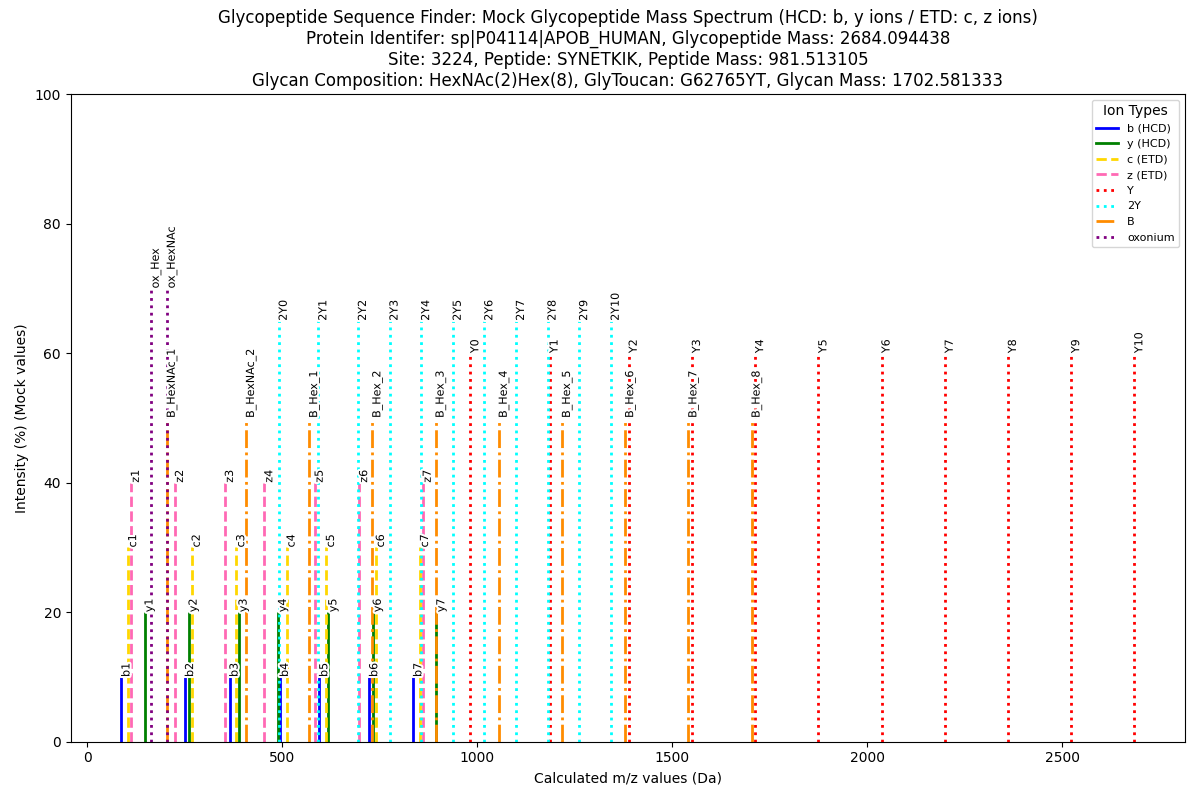 Glycopeptide Sequence Finder: Mock Glycopeptide Mass Spectrum (HCD: b, y ions / ETD: c, z ions)
Protein Identifer: sp|P04114|APOB_HUMAN, Glycopeptide Mass: 2684.094438
Site: 3224, Peptide: SYNETKIK, Peptide Mass: 981.513105
Glycan Composition: HexNAc(2)Hex(8), GlyToucan: G62765YT, Glycan Mass: 1702.581333
Intensity (%) (Mock values)
100
80
60
40
20
0
Ion Types
b (HCD)
y (HCD)
c (ETD)
z (ETD)
Y
2Y
B
oxonium
ox_Hex
ox_HexNAc
2Y0
2Y1
2Y2
2Y3
2Y4
2Y5
2Y6
2Y7
2Y8
2Y9
2Y10
Y0
Y1
Y2
Y3
Y4
Y5
Y6
Y7
Y8
Y9
Y10
B_HexNAc_1
B_HexNAc_2
B_Hex_1
B_Hex_2
B_Hex_3
B_Hex_4
B_Hex_5
B_Hex_6
B_Hex_7
B_Hex_8
z1
z2
z3
z4
z5
z6
z7
c1
c2
c3
c4
c5
c6
c7
y1
y2
y3
y4
y5
y6
y7
b1
b2
b3
b4
b5
b6
b7
0
500
1000
1500
2000
2500
Calculated m/z values (Da)